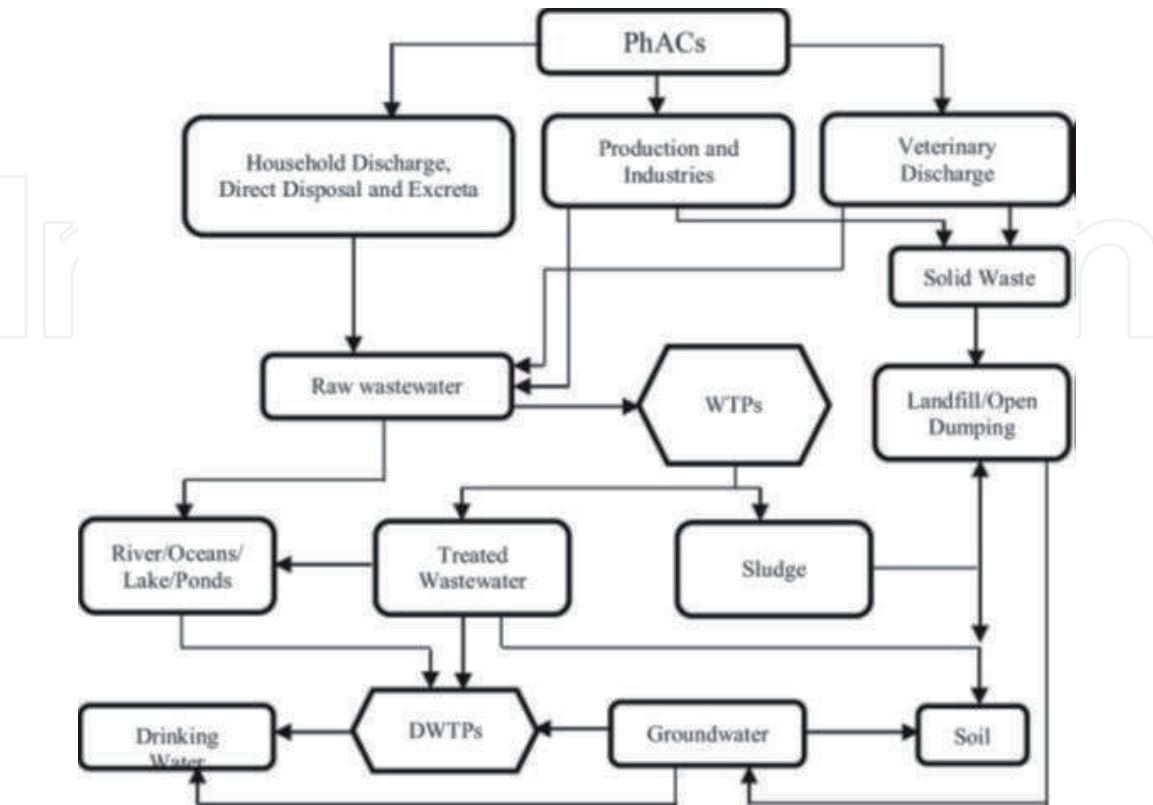 PhACs
Household Discharge,
Direct Disposal and Excreta
Production and
Industries
Veterinary
Discharge
Solid Waste
Raw wastewater
WTPs
Landfill/Open
Dumping
River/Oceans/
Lake/Ponds
Treated
Wastewater
Sludge
Drinking
Water
DWTPs
Groundwater
Soil